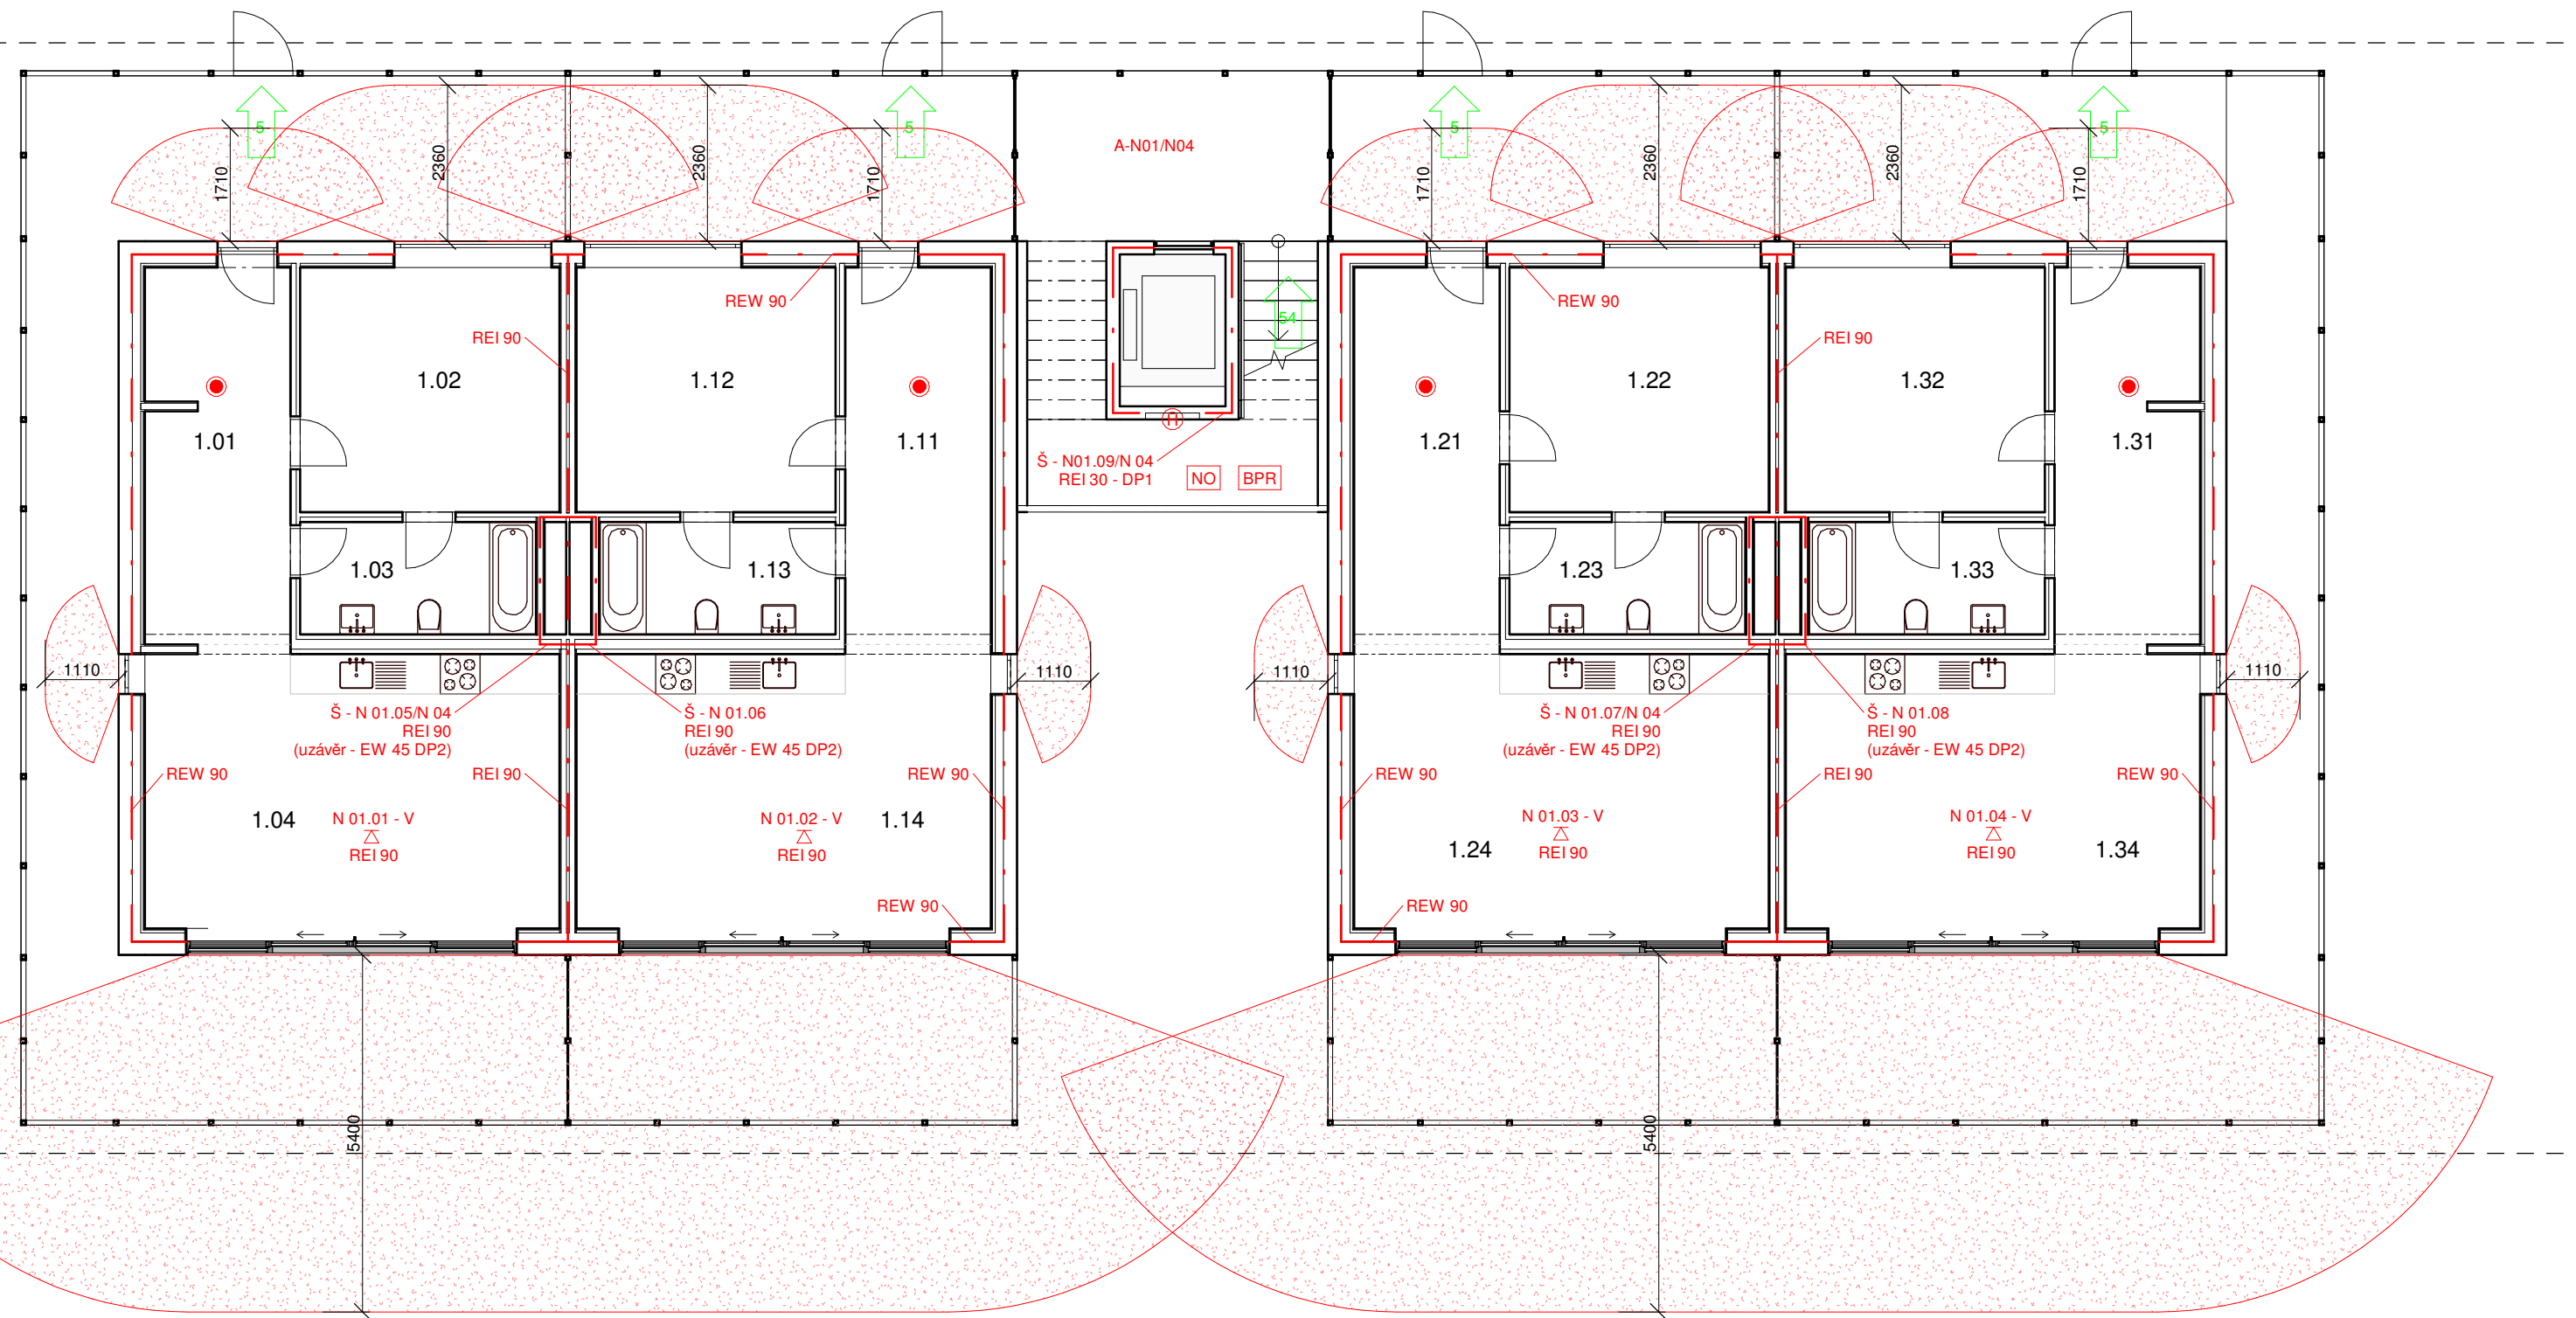 5
5
5
5
1710
2360
2360
1710
A-N01/N04
1710
2360
2360
1710
REW 90
REI 90
54
REW 90
REI 90
1.02
1.12
1.22
1.32
1.01
1.11
1.21
1.31
Š - N01.09/N 04
REI 30 - DP1
NO
BPR
1.03
1.13
1.23
1.33
1110
1110
1110
1110
Š - N 01.05/N 04
REI 90
(uzávěr - EW 45 DP2)
Š - N 01.06
REI 90
(uzávěr - EW 45 DP2)
Š - N 01.07/N 04
REI 90
(uzávěr - EW 45 DP2)
Š - N 01.08
REI 90
(uzávěr - EW 45 DP2)
REW 90
REI 90
REW 90
REW 90
REI 90
REW 90
1.04
N 01.01 - V
REI 90
N 01.02 - V
REI 90
1.14
1.24
N 01.03 - V
REI 90
N 01.04 - V
REI 90
1.34
REW 90
REW 90
5400
5400